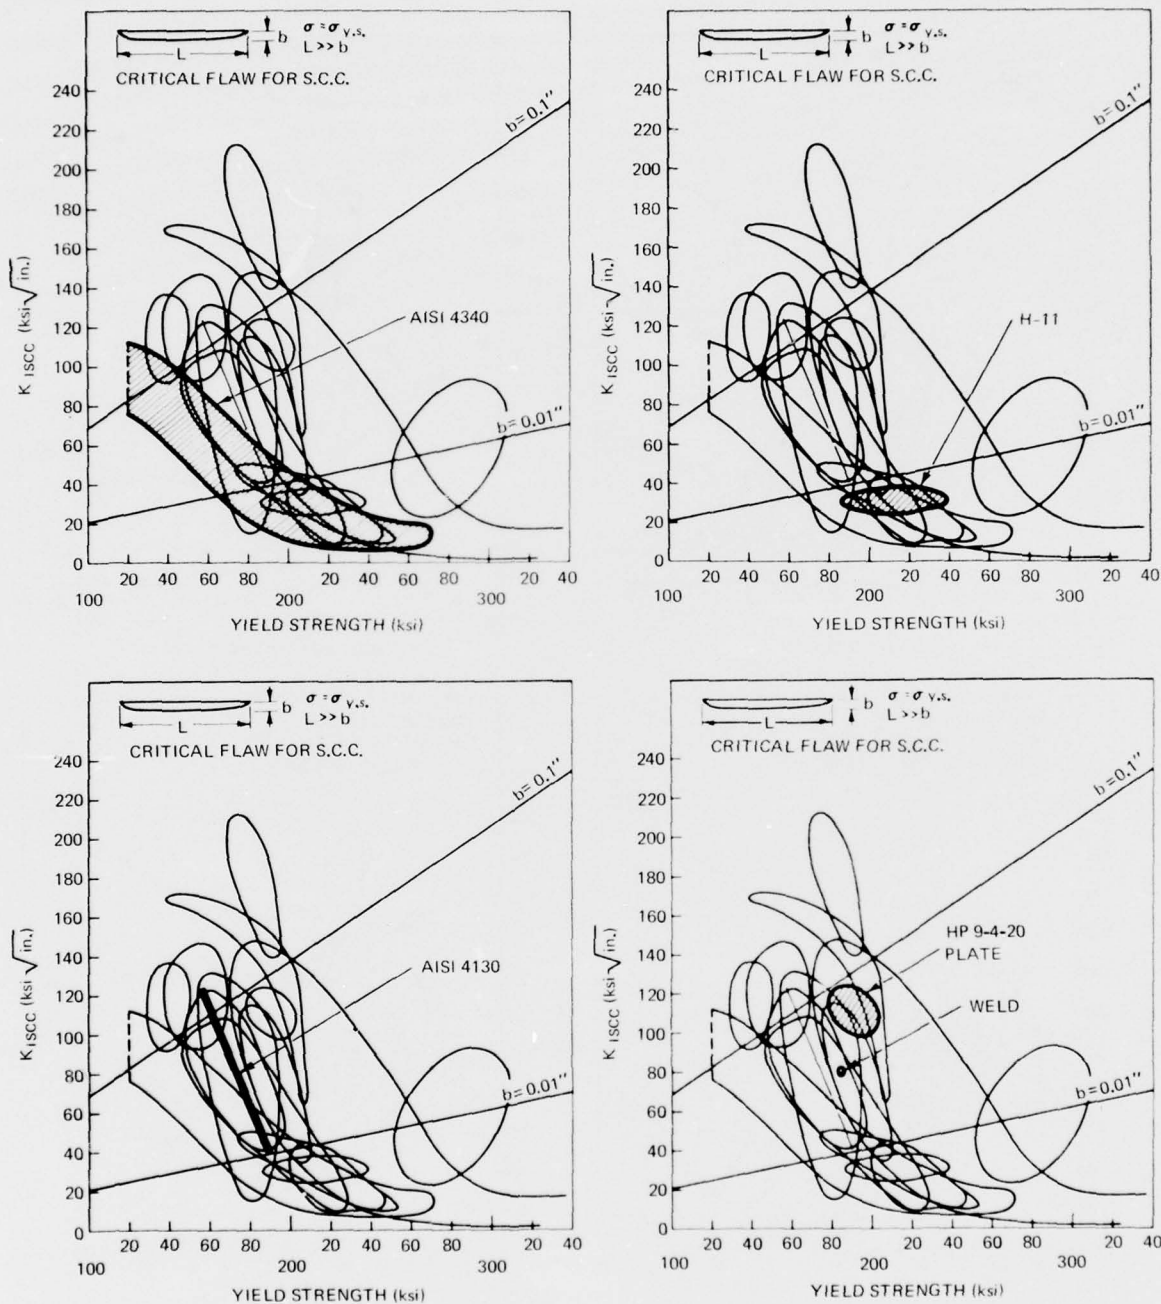 b σ = σ y.s.
L L >> b
CRITICAL FLAW FOR S.C.C.
240
220
200
180
160
140
120
100
80
60
40
20
0
K ISCC (ksi·√in.)
b = 0.1"
AISI 4340
b = 0.01"
20 40 60 80 20 40 60 80 20 40
100 200 300
YIELD STRENGTH (ksi)
b σ = σ y.s.
L L >> b
CRITICAL FLAW FOR S.C.C.
240
220
200
180
160
140
120
100
80
60
40
20
0
K ISCC (ksi·√in.)
b = 0.1"
H-11
b = 0.01"
20 40 60 80 20 40 60 80 20 40
100 200 300
YIELD STRENGTH (ksi)
b σ = σ y.s.
L L >> b
CRITICAL FLAW FOR S.C.C.
240
220
200
180
160
140
120
100
80
60
40
20
0
K ISCC (ksi·√in.)
b = 0.1"
AISI 4130
b = 0.01"
20 40 60 80 20 40 60 80 20 40
100 200 300
YIELD STRENGTH (ksi)
b σ = σ y.s.
L L >> b
CRITICAL FLAW FOR S.C.C.
240
220
200
180
160
140
120
100
80
60
40
20
0
K ISCC (ksi·√in.)
b = 0.1"
HP 9-4-20
PLATE
WELD
b = 0.01"
20 40 60 80 20 40 60 80 20 40
100 200 300
YIELD STRENGTH (ksi)